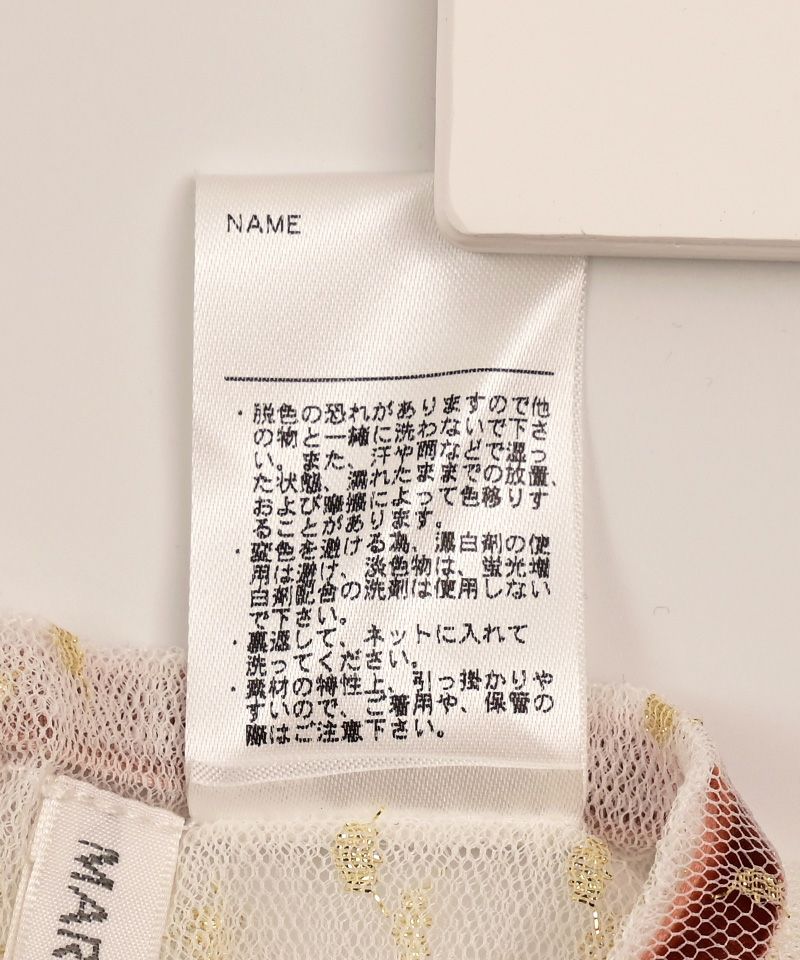 NAME
・脱色の恐れがありますので他
の物と一緒に洗わないで下さ
い。また、汗や雨などで湿っ
た状態、濡れたままでの放置、
および摩擦によって色移りす
ることがあります。
・変色を避ける為、漂白剤の使
用は避け、淡色物は、蛍光増
白剤配合の洗剤は使用しない
で下さい。
・裏返して、ネットに入れて
洗ってください。
・素材の特性上、引っ掛かりや
すいので、ご着用や、保管の
際はご注意下さい。
MAR